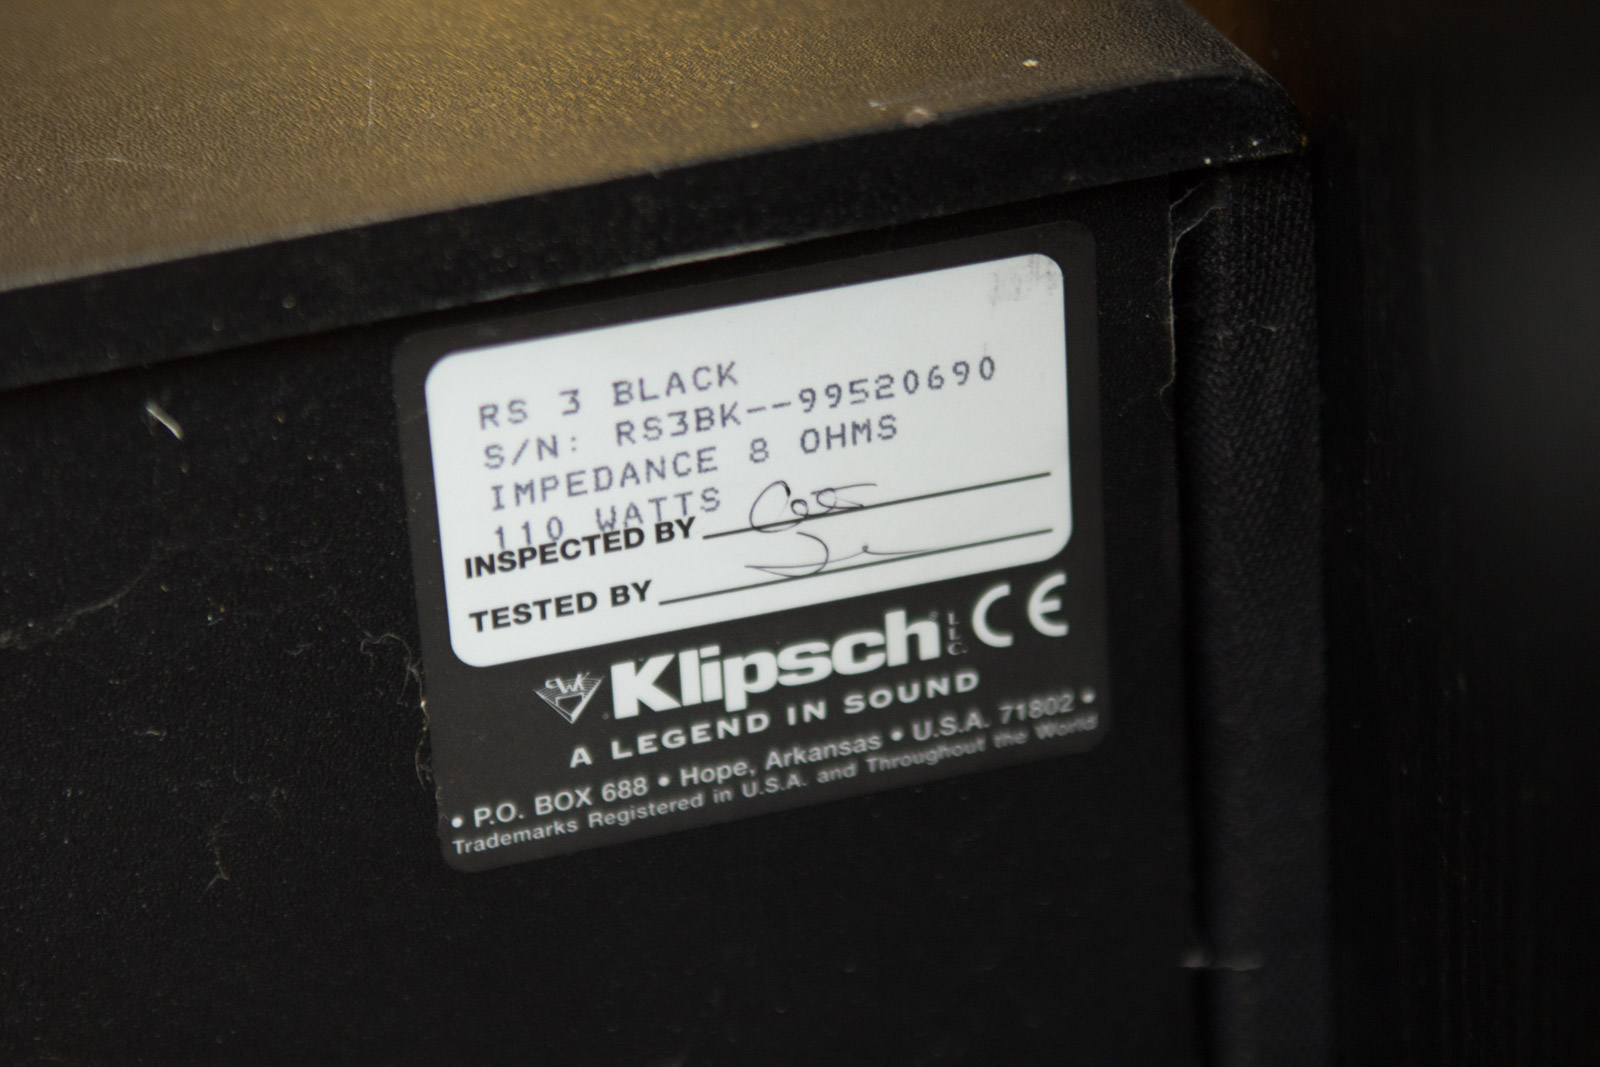 RS 3 BLACK
S/N: RS3BK--99520690
IMPEDANCE 8 OHMS
110 WATTS
INSPECTED BY
TESTED BY
PWK Klipsch LLC. CE
A LEGEND IN SOUND
• P.O. BOX 688 • Hope, Arkansas • U.S.A. 71802 •
Trademarks Registered in U.S.A. and Throughout the World